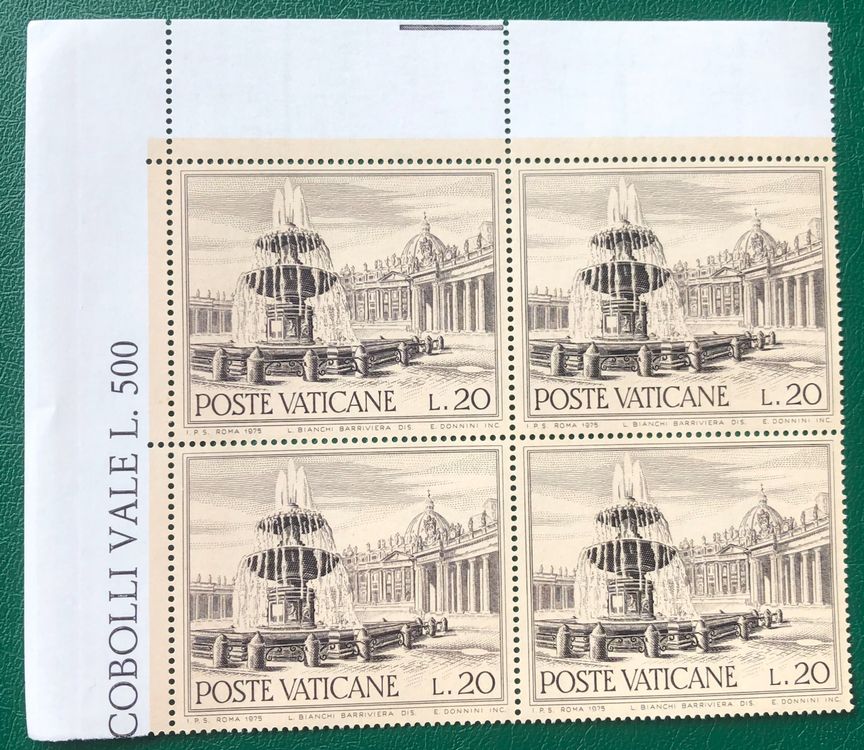 COBOLLI VALE L. 500
POSTE VATICANE L. 20
I.P.S. ROMA 1975 L. BIANCHI BARRIVIERA DIS. E. DONNINI INC.
POSTE VATICANE L. 20
I.P.S. ROMA 1975 L. BIANCHI BARRIVIERA DIS. E. DONNINI INC.
POSTE VATICANE L. 20
I.P.S. ROMA 1975 L. BIANCHI BARRIVIERA DIS. E. DONNINI INC.
POSTE VATICANE L. 20
I.P.S. ROMA 1975 L. BIANCHI BARRIVIERA DIS. E. DONNINI INC.